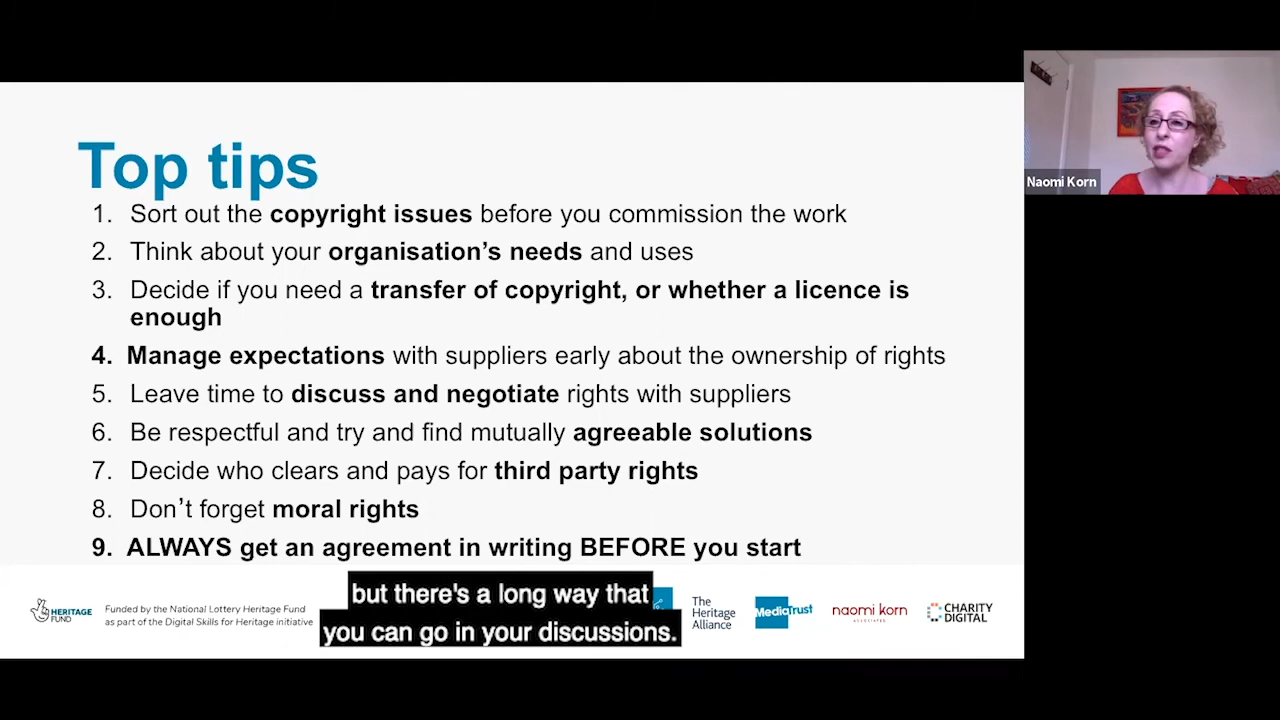 Top tips
1. Sort out the copyright issues before you commission the work
2. Think about your organisation's needs and uses
3. Decide if you need a transfer of copyright, or whether a licence is
enough
4. Manage expectations with suppliers early about the ownership of rights
5. Leave time to discuss and negotiate rights with suppliers
6. Be respectful and try and find mutually agreeable solutions
7. Decide who clears and pays for third party rights
8. Don't forget moral rights
9. ALWAYS get an agreement in writing BEFORE you start
Naomi Korn
HERITAGE
FUND
Funded by the National Lottery Heritage Fund
as part of the Digital Skills for Heritage initiative
but there's a long way that
you can go in your discussions.
The
Heritage
Alliance
MediaTrust
naomi korn
ASSOCIATES
CHARITY
DIGITAL